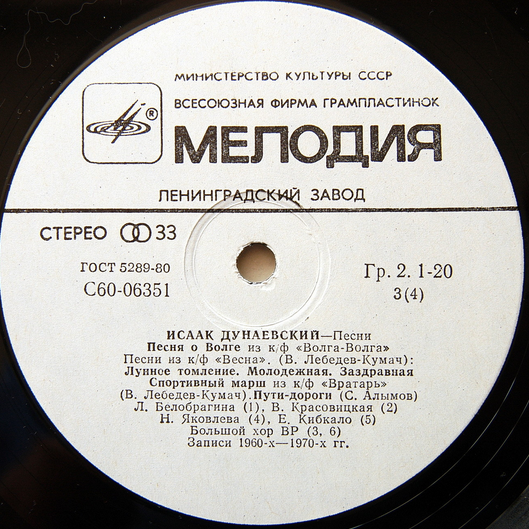 МИНИСТЕРСТВО КУЛЬТУРЫ СССР
ВСЕСОЮЗНАЯ ФИРМА ГРАМПЛАСТИНОК
®
МЕЛОДИЯ
ЛЕНИНГРАДСКИЙ ЗАВОД
СТЕРЕО 33
ГОСТ 5289-80
С60-06351
Гр. 2. 1-20
3(4)
ИСААК ДУНАЕВСКИЙ—Песни
Песня о Волге из к/ф «Волга-Волга»
Песни из к/ф «Весна». (В. Лебедев-Кумач):
Лунное томление. Молодежная. Заздравная
Спортивный марш из к/ф «Вратарь»
(В. Лебедев-Кумач). Пути-дороги (С. Алымов)
Л. Белобрагина (1), В. Красовицкая (2)
Н. Яковлева (4), Е. Кибкало (5)
Большой хор ВР (3, 6)
Записи 1960-х—1970-х гг.